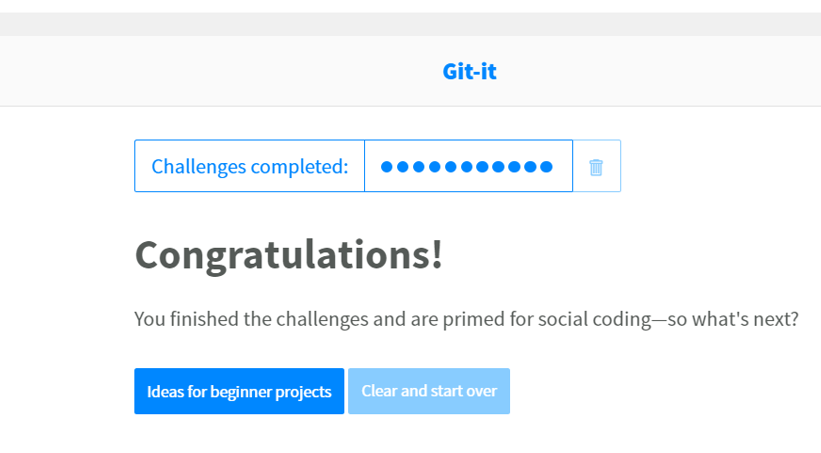 Git-it
Challenges completed:
Congratulations!
You finished the challenges and are primed for social coding—so what's next?
Ideas for beginner projects
Clear and start over